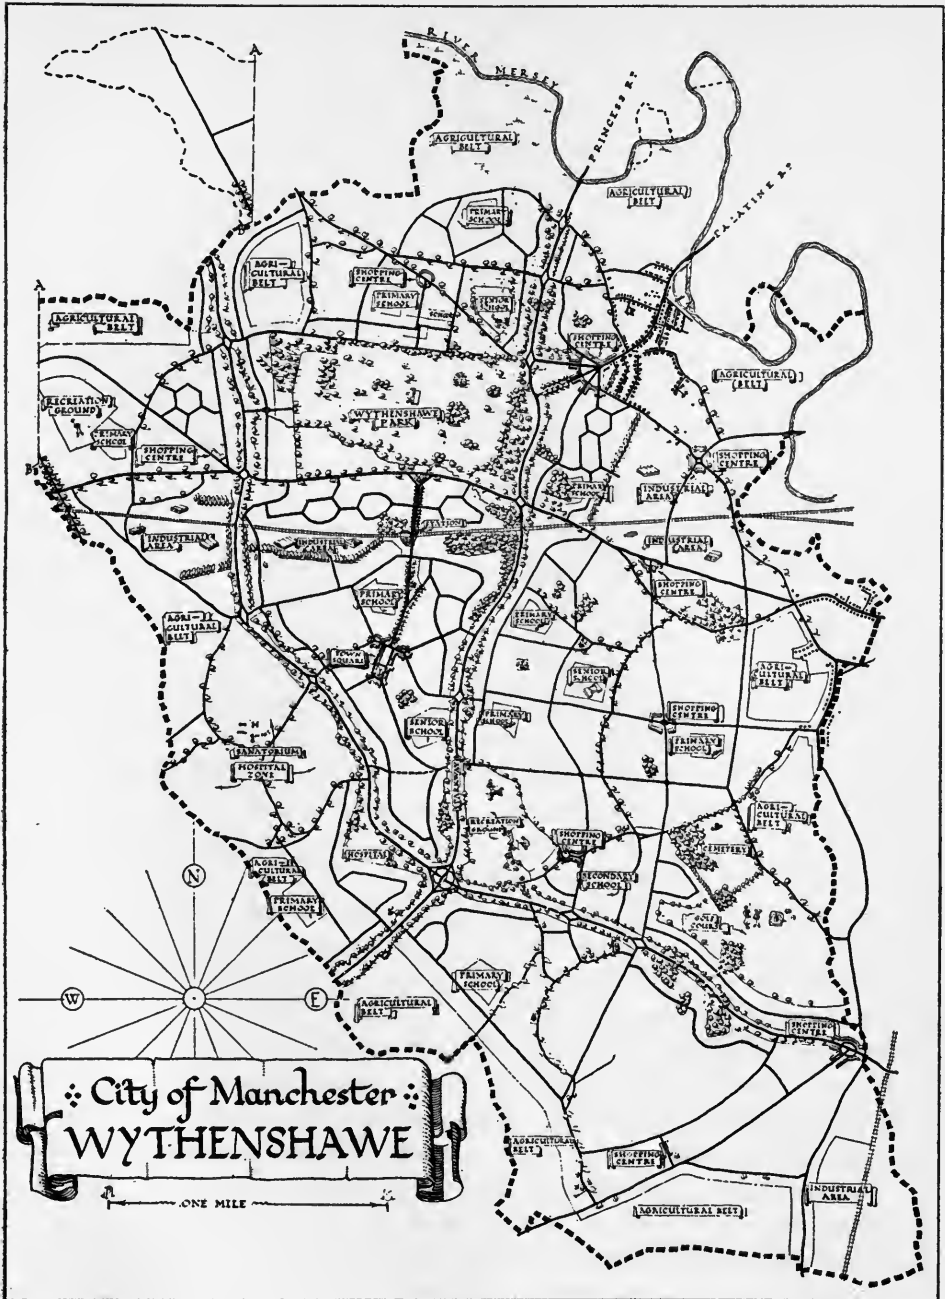 A
RIVER
MERSEY
PRINCESS RD
AGRICULTURAL
BELT
AGRICULTURAL
BELT
PALATINE RD
PRIMARY
SCHOOL
B
AGRI-
CULTURAL
BELT
SHOPPING
CENTRE
PRIMARY
SCHOOL
SENIOR
SCHOOL
SCHOOL
A
AGRICULTURAL
BELT
SHOPPING
CENTRE
AGRICULTURAL
BELT
RECREATION
GROUND
WYTHENSHAWE
PARK
PRIMARY
SCHOOL
SHOPPING
CENTRE
SHOPPING
CENTRE
B
PRIMARY
SCHOOL
INDUSTRIAL
AREA
STATION
INDUSTRIAL
AREA
INDUSTRIAL
AREA
INDUSTRIAL
AREA
SHOPPING
CENTRE
PRIMARY
SCHOOL
PRIMARY
SCHOOL
AGRI-
CULTURAL
BELT
TOWN
SQUARE
SENIOR
SCHOOL
AGRI-
CULTURAL
BELT
SENIOR
SCHOOL
PRIMARY
SCHOOL
SHOPPING
CENTRE
PRIMARY
SCHOOL
SANATORIUM
HOSPITAL
ZONE
PARKWAY
RECREATION
GROUND
AGRI-
CULTURAL
BELT
SHOPPING
CENTRE
CEMETERY
HOSPITAL
AGRI-
CULTURAL
BELT
SECONDARY
SCHOOL
PRIMARY
SCHOOL
GOLF
COURSE
N
W
E
PRIMARY
SCHOOL
AGRICULTURAL
BELT
SHOPPING
CENTRE
City of Manchester
WYTHENSHAWE
ONE MILE
AGRICULTURAL
BELT
SHOPPING
CENTRE
INDUSTRIAL
AREA
AGRICULTURAL BELT